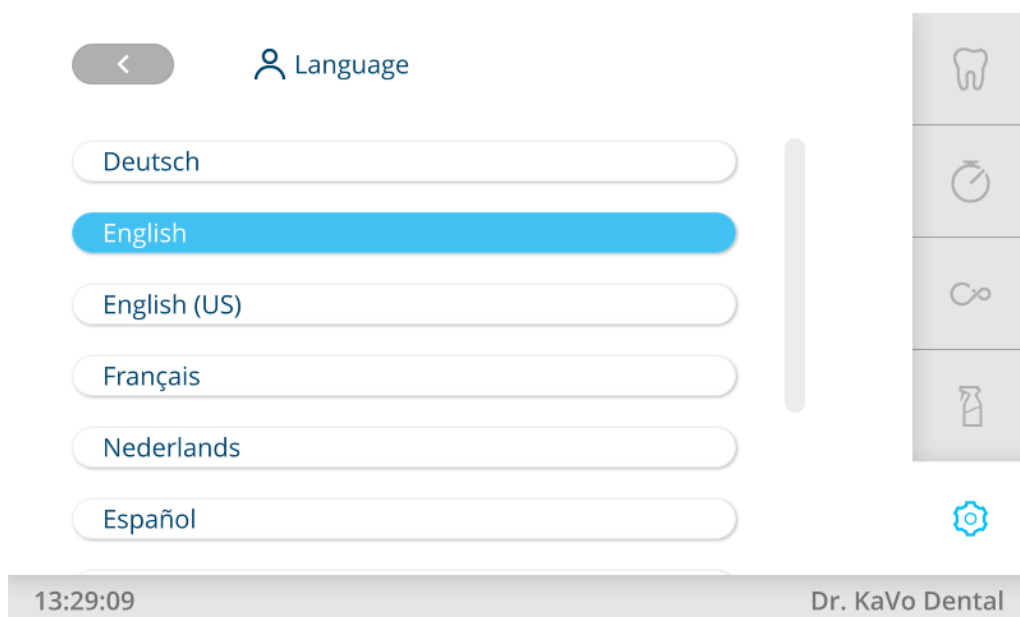 Language
Deutsch
English
English (US)
Français
Nederlands
Español
13:29:09
Dr. KaVo Dental